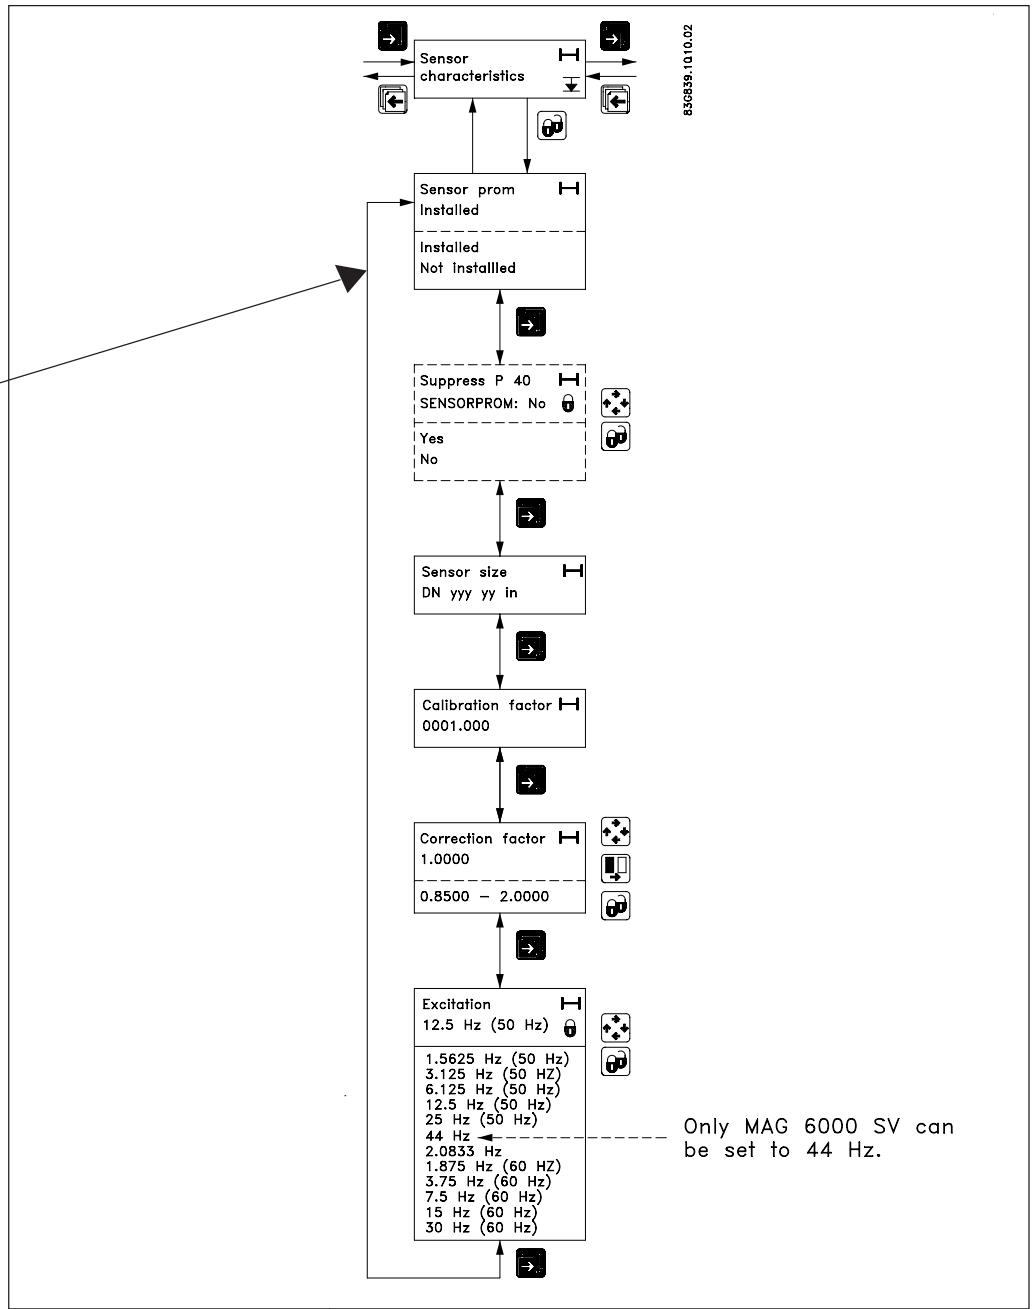 Sensor
characteristics
83G839.10.10.02
Sensor prom
Installed
Installed
Not installled
Suppress P 40
SENSORPROM: No
Yes
No
Sensor size
DN yyy yy in
Calibration factor
0001.000
Correction factor
1.0000
0.8500 – 2.0000
Excitation
12.5 Hz (50 Hz)
1.5625 Hz (50 Hz)
3.125 Hz (50 HZ)
6.125 Hz (50 Hz)
12.5 Hz (50 Hz)
25 Hz (50 Hz)
44 Hz
2.0833 Hz
1.875 Hz (60 HZ)
3.75 Hz (60 Hz)
7.5 Hz (60 Hz)
15 Hz (60 Hz)
30 Hz (60 Hz)
Only MAG 6000 SV can
be set to 44 Hz.